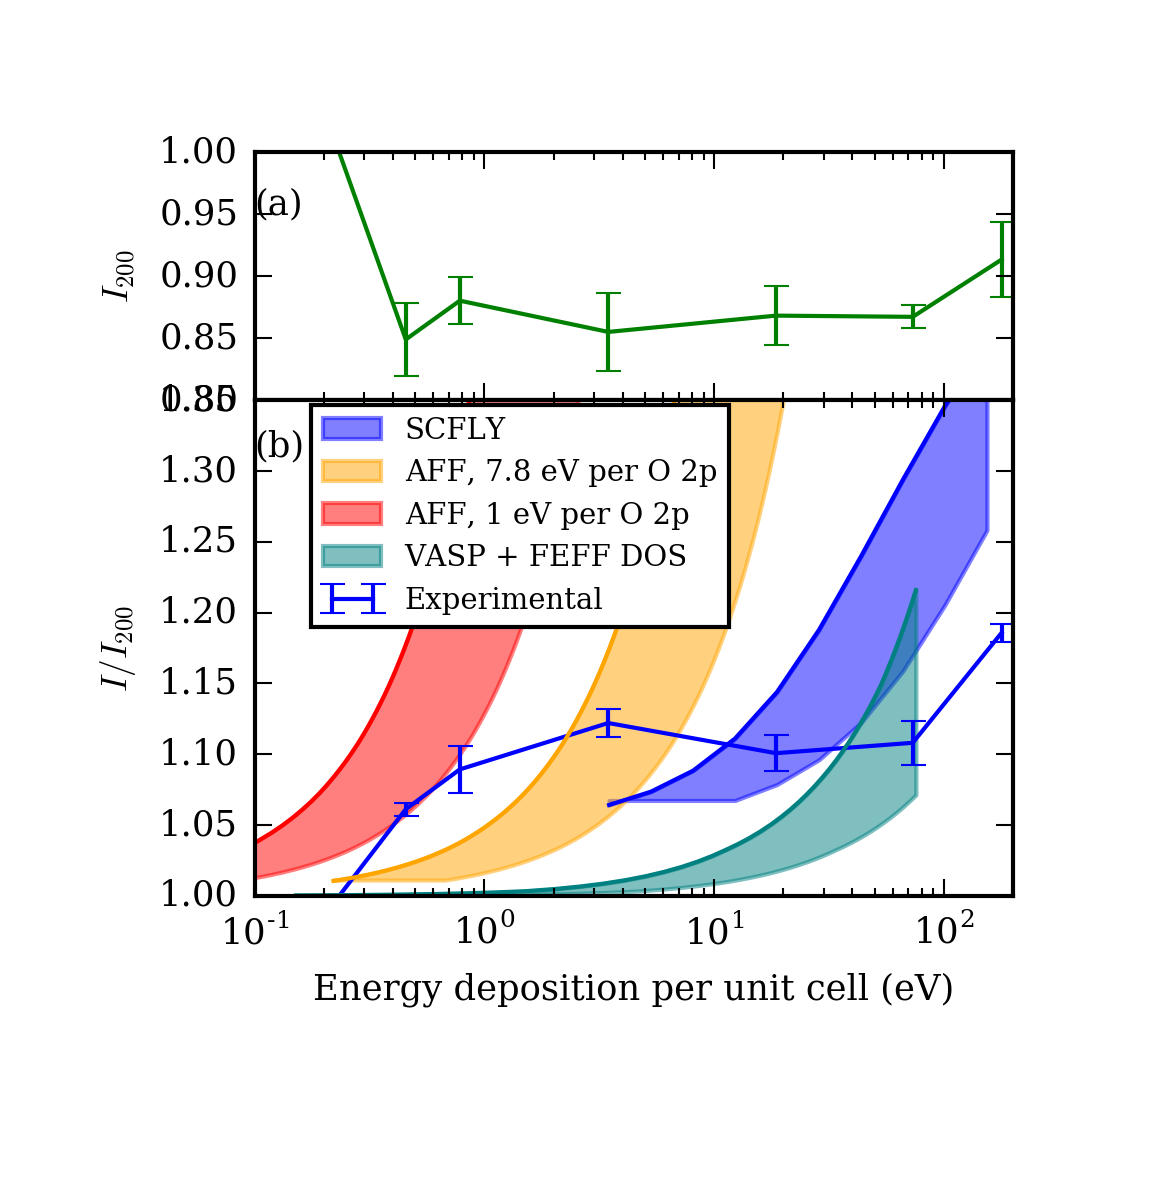 1.00
(a)
0.95
I200
0.90
0.85
1.35
(b)
SCFLY
1.30
AFF, 7.8 eV per O 2p
AFF, 1 eV per O 2p
1.25
VASP + FEFF DOS
1.20
Experimental
I/I200
1.15
1.10
1.05
1.00
10-1
100
101
102
Energy deposition per unit cell (eV)